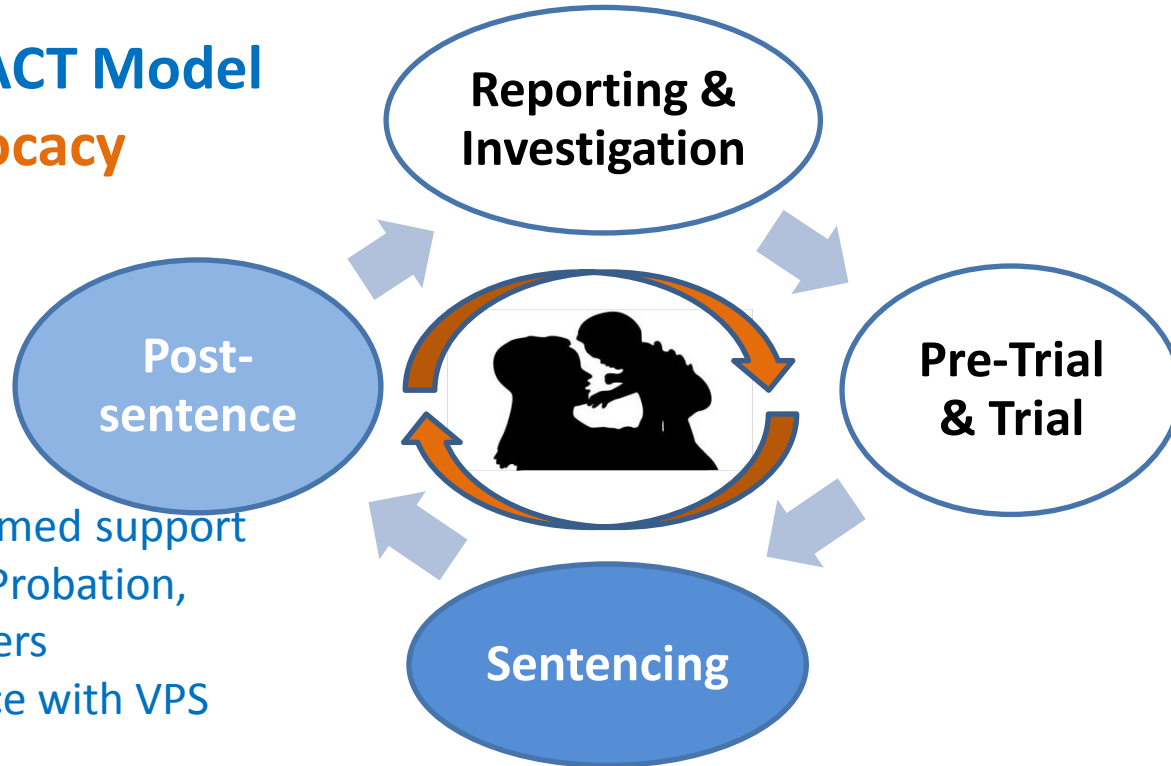 ACT Model
ocacy
Reporting &
Investigation
Post-
sentence
Pre-Trial
& Trial
med support
Probation,
ers
ce with VPS
Sentencing